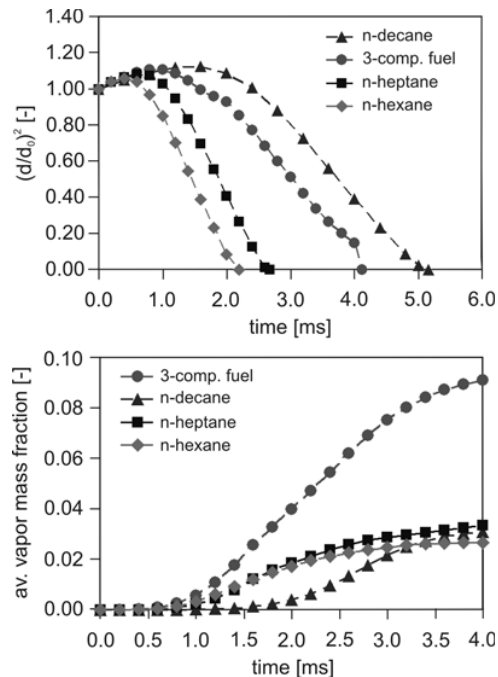 1.40
1.20
1.00
0.80
0.60
0.40
0.20
0.00
(d/d₀)² [-]
n-decane
3-comp. fuel
n-heptane
n-hexane
0.0 1.0 2.0 3.0 4.0 5.0 6.0
time [ms]
0.10
0.08
0.06
0.04
0.02
0.00
av. vapor mass fraction [-]
3-comp. fuel
n-decane
n-heptane
n-hexane
0.0 0.5 1.0 1.5 2.0 2.5 3.0 3.5 4.0
time [ms]